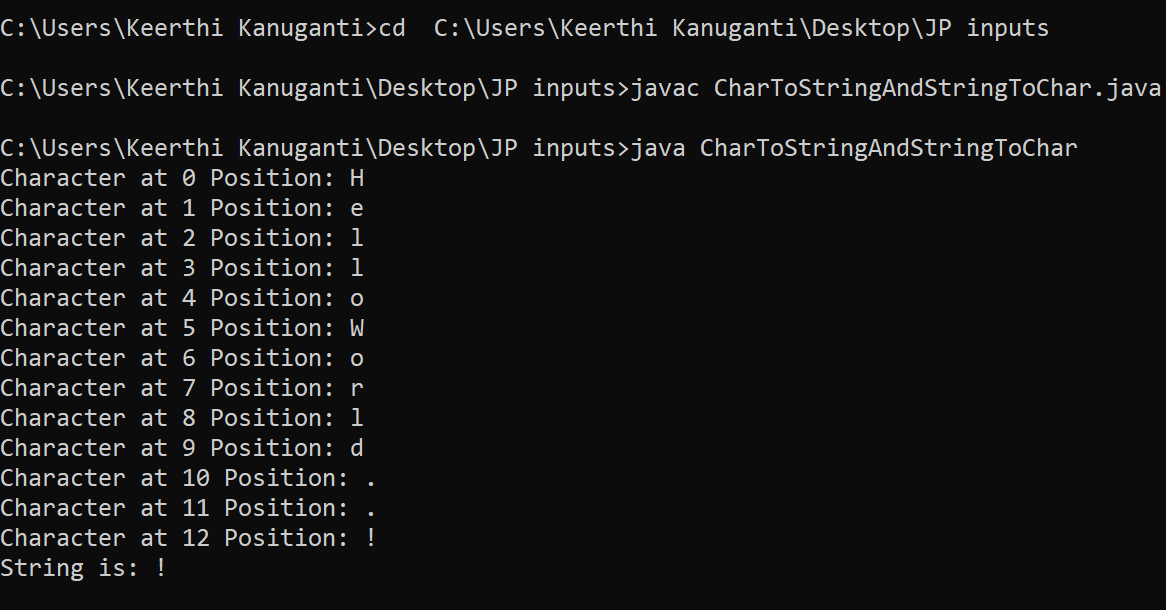 C:\Users\Keerthi Kanuganti>cd  C:\Users\Keerthi Kanuganti\Desktop\JP inputs
C:\Users\Keerthi Kanuganti\Desktop\JP inputs>javac CharToStringAndStringToChar.java
C:\Users\Keerthi Kanuganti\Desktop\JP inputs>java CharToStringAndStringToChar
Character at 0 Position: H
Character at 1 Position: e
Character at 2 Position: l
Character at 3 Position: l
Character at 4 Position: o
Character at 5 Position: W
Character at 6 Position: o
Character at 7 Position: r
Character at 8 Position: l
Character at 9 Position: d
Character at 10 Position: .
Character at 11 Position: .
Character at 12 Position: !
String is: !